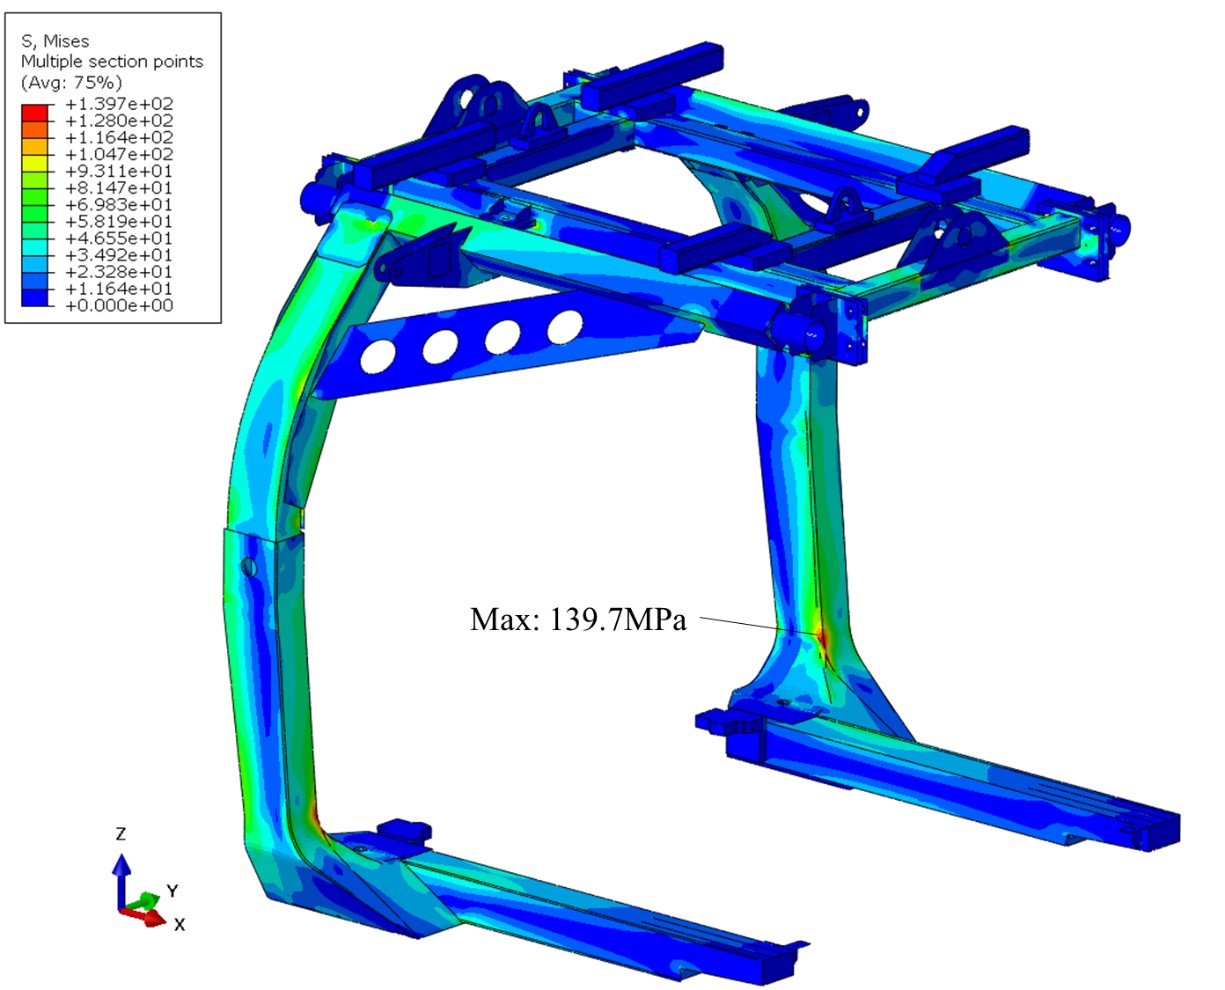 S, Mises
Multiple section points
(Avg: 75%)
+1.397e+02
+1.280e+02
+1.164e+02
+1.047e+02
+9.311e+01
+8.147e+01
+6.983e+01
+5.819e+01
+4.655e+01
+3.492e+01
+2.328e+01
+1.164e+01
+0.000e+00
Max: 139.7MPa
Z
Y
X